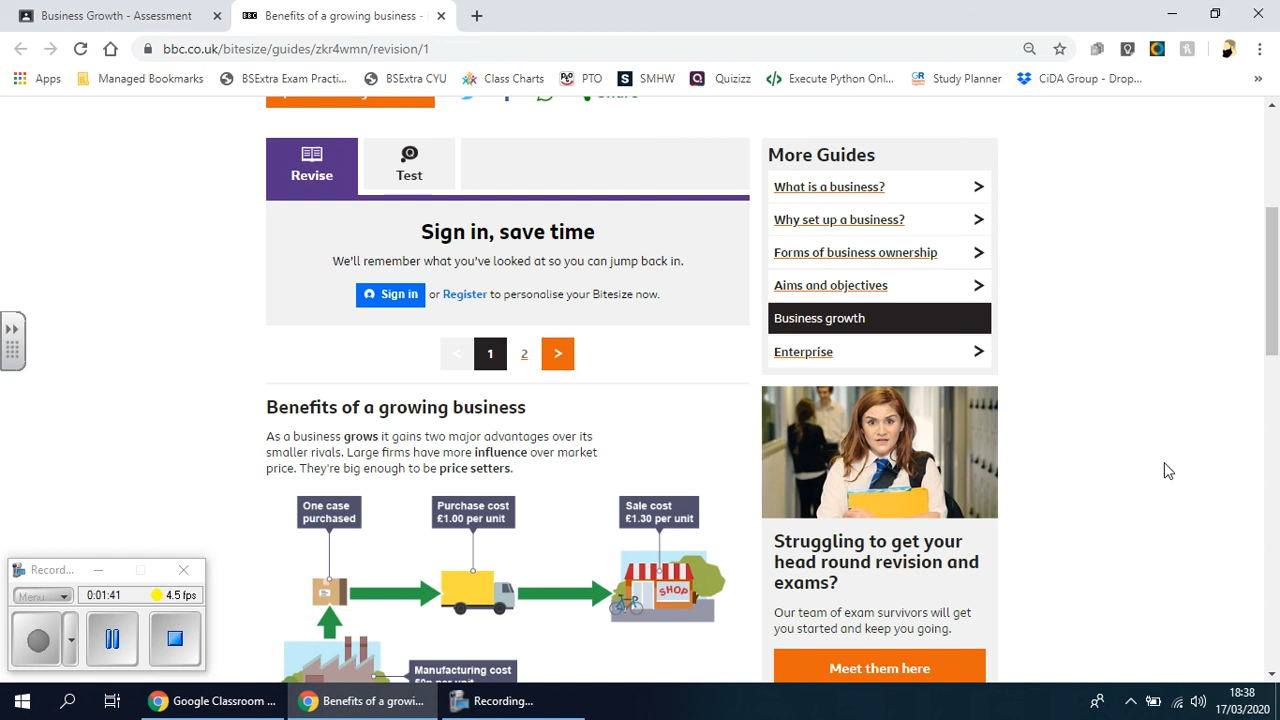 Business Growth - Assessment
BBC Benefits of a growing business -
bbc.co.uk/bitesize/guides/zkr4wmn/revision/1
Apps Managed Bookmarks BSExtra Exam Practi... BSExtra CYU Class Charts PTO SMHW Quizizz Execute Python Onl... Study Planner CiDA Group - Drop... »
Revise
Test
Sign in, save time
We'll remember what you've looked at so you can jump back in.
Sign in or Register to personalise your Bitesize now.
< 1 2 >
Benefits of a growing business
As a business grows it gains two major advantages over its
smaller rivals. Large firms have more influence over market
price. They're big enough to be price setters.
One case
purchased
Purchase cost
£1.00 per unit
Sale cost
£1.30 per unit
SHOP
Manufacturing cost
More Guides
What is a business?
Why set up a business?
Forms of business ownership
Aims and objectives
Business growth
Enterprise
Struggling to get your
head round revision and
exams?
Our team of exam survivors will get
you started and keep you going.
Meet them here
Record...
Menu
0:01:41 4.5 fps
Google Classroom ...
Benefits of a growi...
Recording...
18:38
17/03/2020